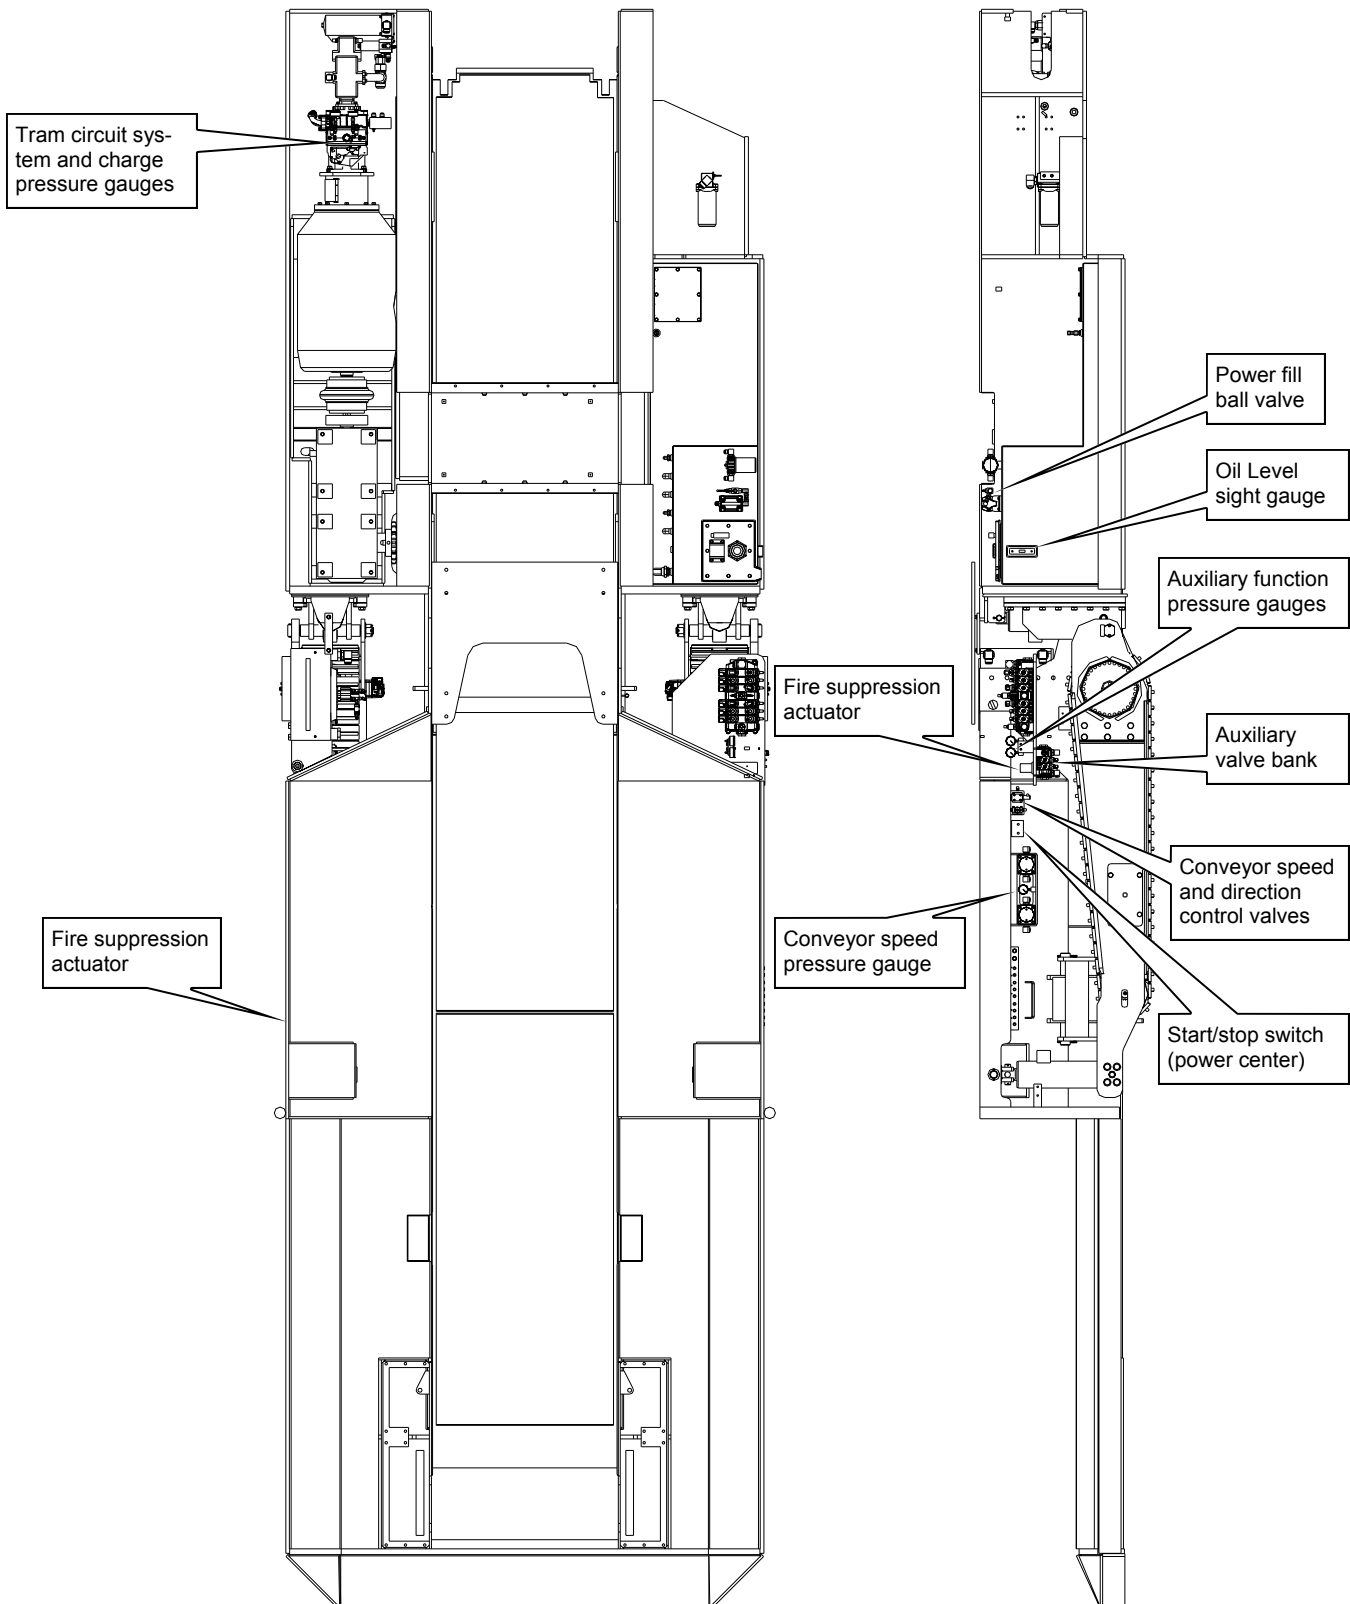 Tram circuit sys-
tem and charge
pressure gauges
Power fill
ball valve
Oil Level
sight gauge
Auxiliary function
pressure gauges
Fire suppression
actuator
Auxiliary
valve bank
Conveyor speed
and direction
control valves
Fire suppression
actuator
Conveyor speed
pressure gauge
Start/stop switch
(power center)